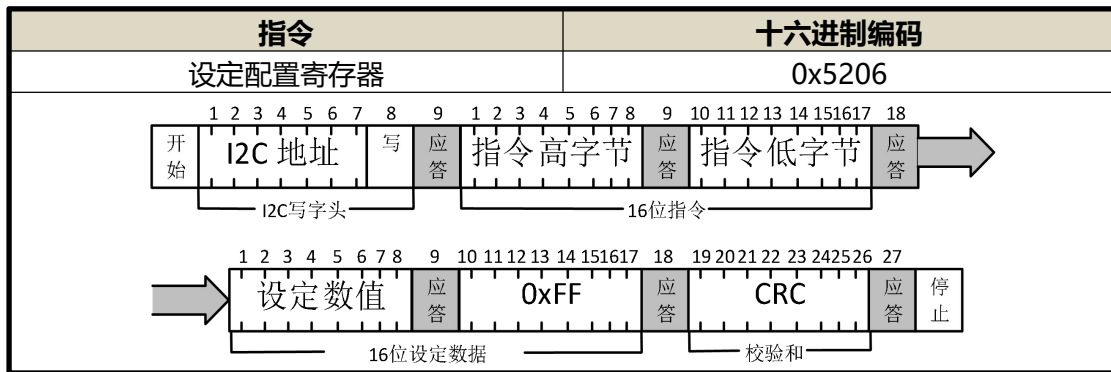 指令 十六进制编码
设定配置寄存器 0x5206
1 2 3 4 5 6 7 8 9 1 2 3 4 5 6 7 8 9 10 11 12 13 14 15 16 17 18
开始 I2C 地址 写 应答 指令高字节 应答 指令低字节 应答
I2C写字头 16位指令
1 2 3 4 5 6 7 8 9 10 11 12 13 14 15 16 17 18 19 20 21 22 23 24 25 26 27
设定数值 应答 0xFF 应答 CRC 应答 停止
16位设定数据 校验和